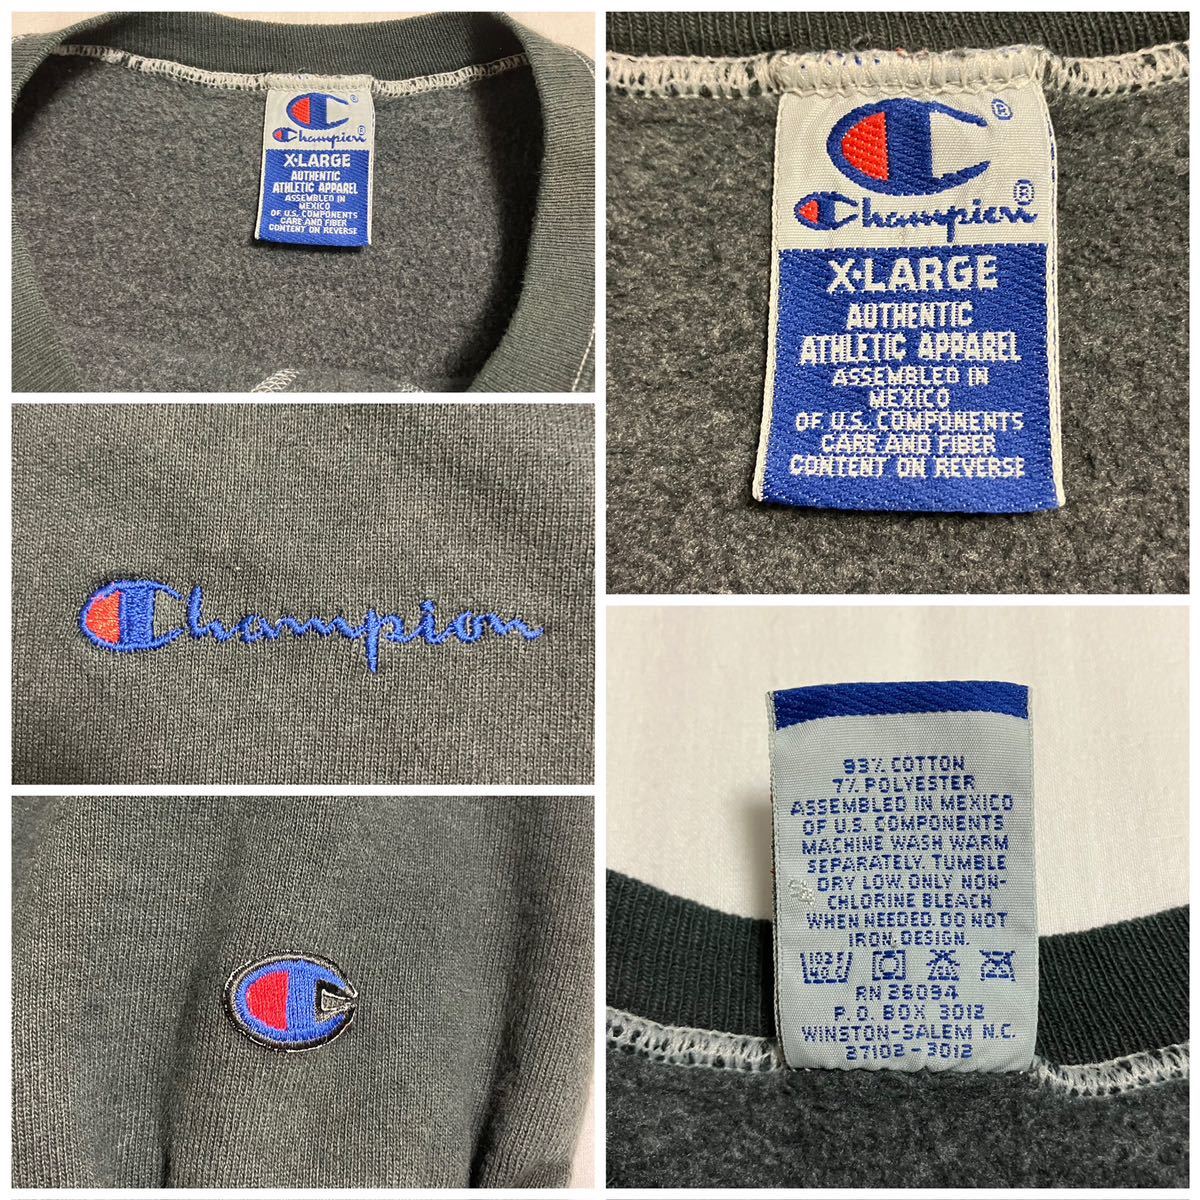 Champion
X-LARGE
AUTHENTIC
ATHLETIC APPAREL
ASSEMBLED IN
MEXICO
OF U.S. COMPONENTS
CARE AND FIBER
CONTENT ON REVERSE
Champion
X-LARGE
AUTHENTIC
ATHLETIC APPAREL
ASSEMBLED IN
MEXICO
OF U.S. COMPONENTS
CARE AND FIBER
CONTENT ON REVERSE
Champion
93% COTTON
7% POLYESTER
ASSEMBLED IN MEXICO
OF U.S. COMPONENTS
MACHINE WASH WARM
SEPARATELY. TUMBLE
DRY LOW. ONLY NON-
CHLORINE BLEACH
WHEN NEEDED. DO NOT
IRON DESIGN.
RN 26094
P.O. BOX 3012
WINSTON-SALEM N.C.
27102-3012